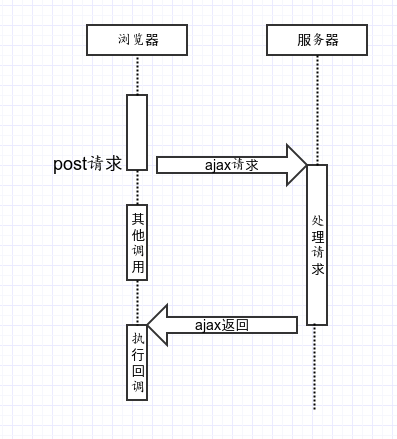 浏览器
服务器
post请求
ajax请求
其他调用
处理请求
ajax返回
执行回调